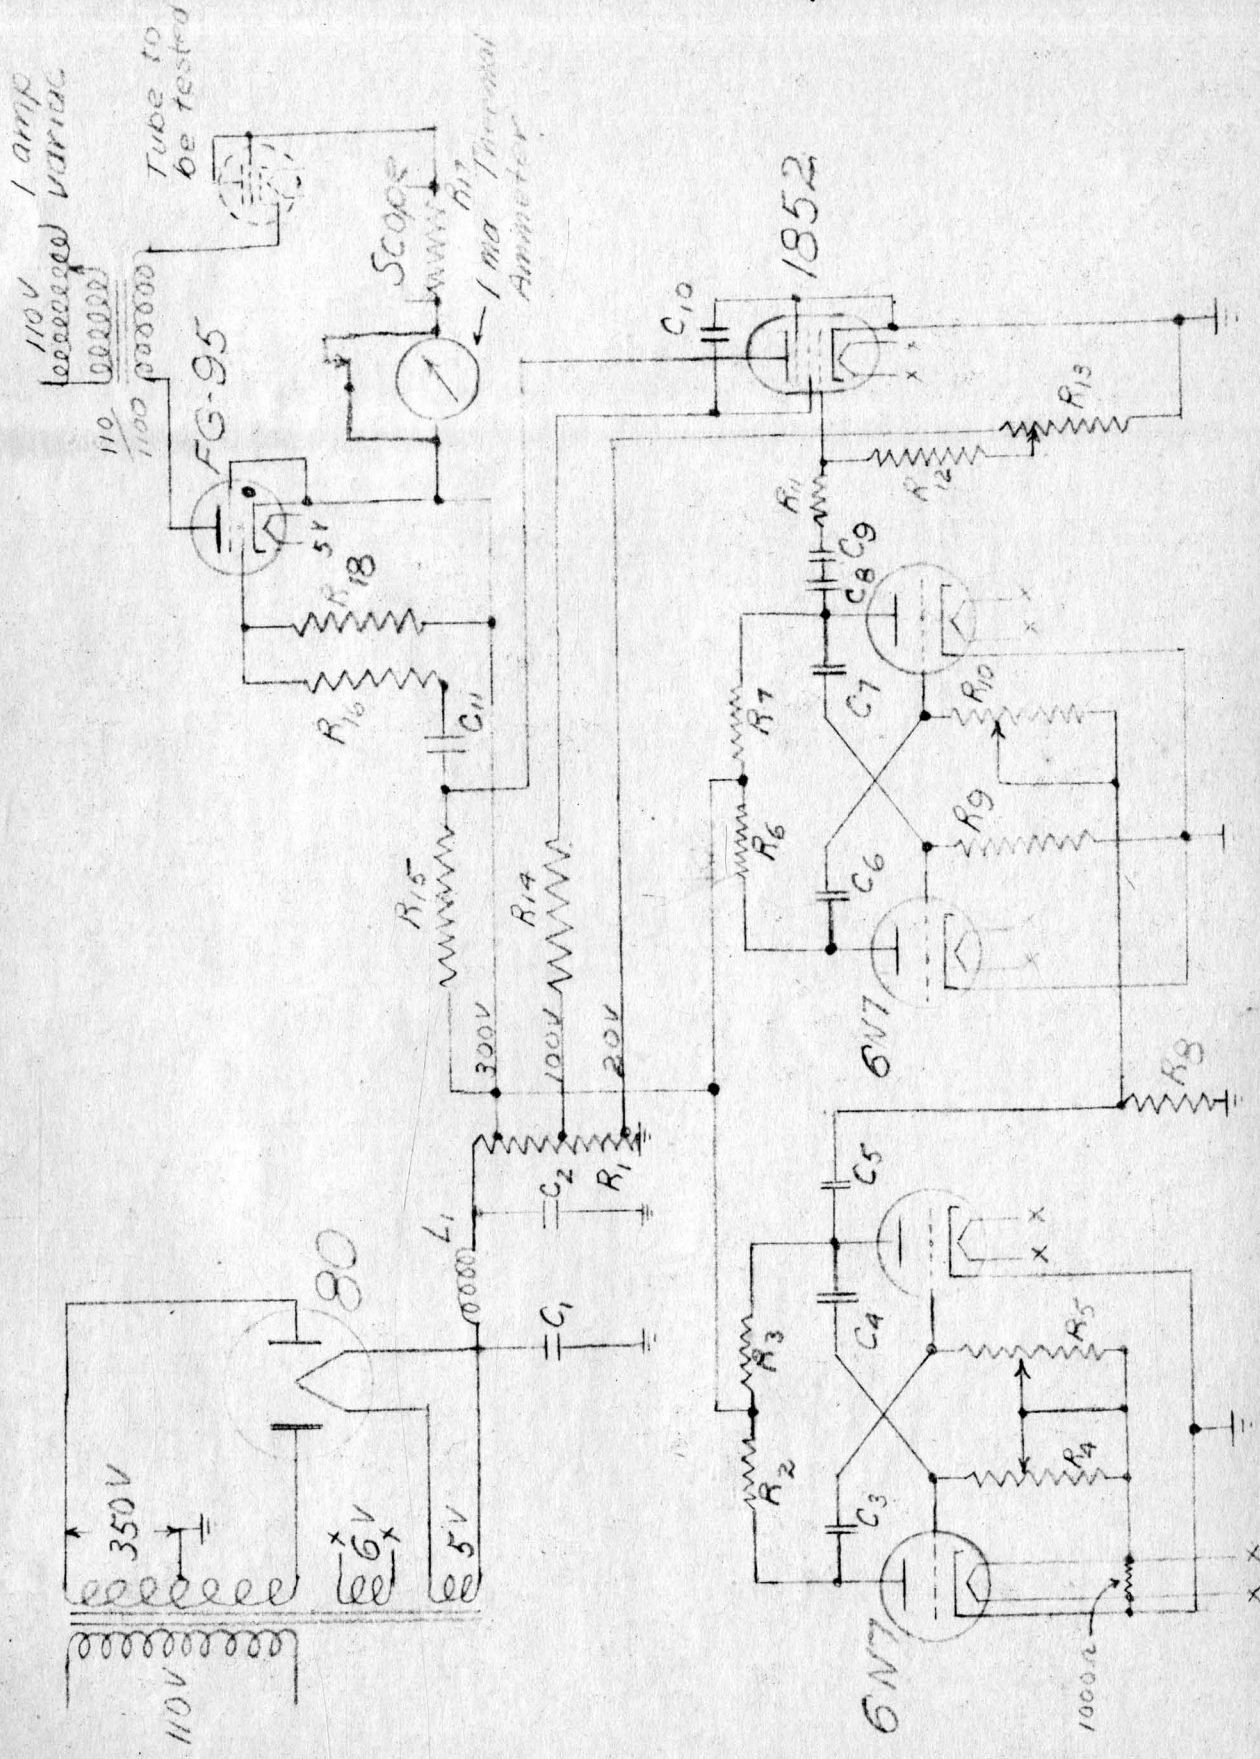 110V
350V
6V
x
x
5V
80
L₁
C₁
C₂
R₁
300V
100V
20V
R₁₅
R₁₄
C₁₁
R₁₆
R₁₈
5V
FG-95
110/1100
110V
1 amp
Variac
Tube to
be tested
Scope
R₁₇
1 ma Thermal
Ammeter
6N7
1000Ω
x x
C₃
R₂
R₃
C₄
R₄
R₅
x x
C₅
R₈
6N7
C₆
R₆
R₇
C₇
R₉
R₁₀
x
x x
C₈ C₉
R₁₁
R₁₂
R₁₃
C₁₀
x x
1852